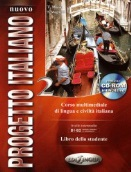 nuovo
PROGETTO ITALIANO
2
CD-ROM
Corso multimediale
di lingua e civiltà italiana
B1-B2
Libro dello studente
EDILINGUA